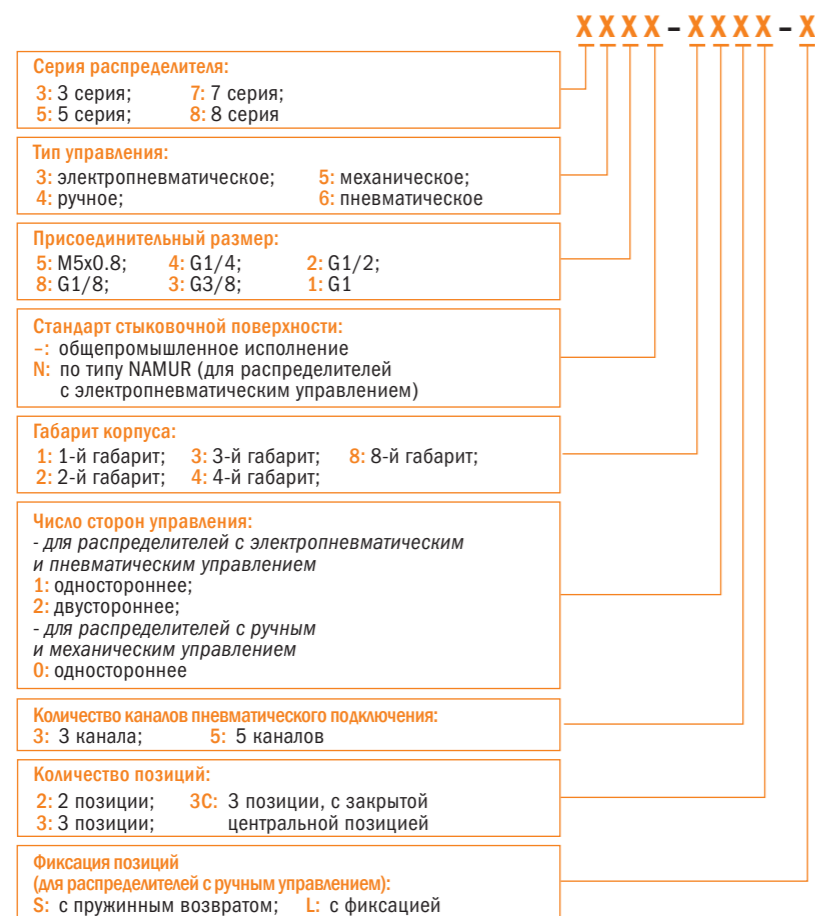 X X X X – X X X X – X
Серия распределителя:
3: 3 серия; 7: 7 серия;
5: 5 серия; 8: 8 серия
Тип управления:
3: электропневматическое; 5: механическое;
4: ручное; 6: пневматическое
Присоединительный размер:
5: M5x0.8; 4: G1/4; 2: G1/2;
8: G1/8; 3: G3/8; 1: G1
Стандарт стыковочной поверхности:
–: общепромышленное исполнение
N: по типу NAMUR (для распределителей
с электропневматическим управлением)
Габарит корпуса:
1: 1-й габарит; 3: 3-й габарит; 8: 8-й габарит;
2: 2-й габарит; 4: 4-й габарит;
Число сторон управления:
- для распределителей с электропневматическим
и пневматическим управлением
1: одностороннее;
2: двустороннее;
- для распределителей с ручным
и механическим управлением
0: одностороннее
Количество каналов пневматического подключения:
3: 3 канала; 5: 5 каналов
Количество позиций:
2: 2 позиции; 3С: 3 позиции, с закрытой
3: 3 позиции; центральной позицией
Фиксация позиций
(для распределителей с ручным управлением):
S: с пружинным возвратом; L: с фиксацией